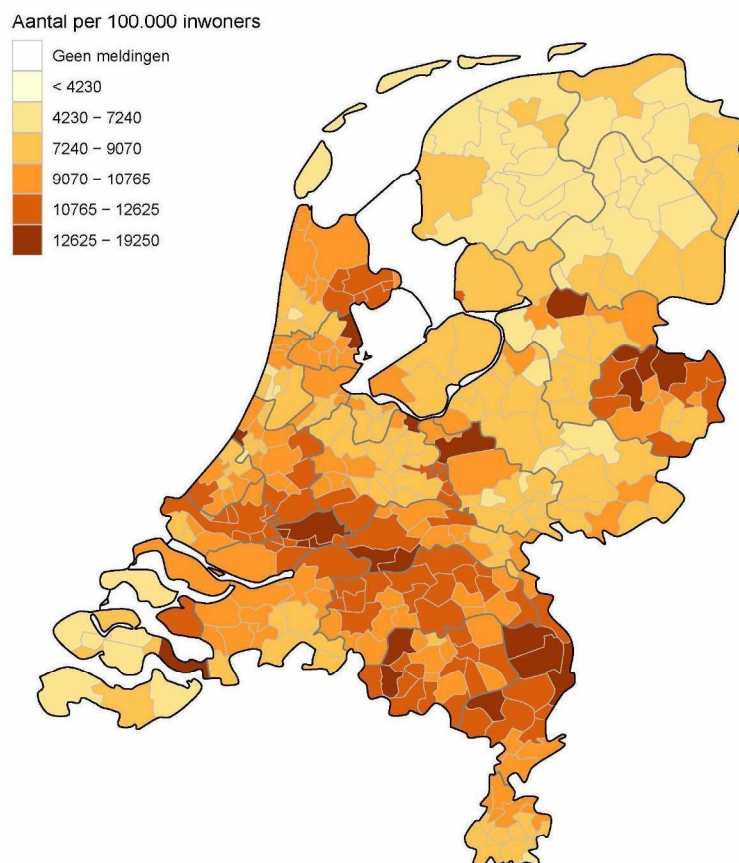 Aantal per 100.000 inwoners
Geen meldingen
< 4230
4230 − 7240
7240 − 9070
9070 − 10765
10765 − 12625
12625 − 19250